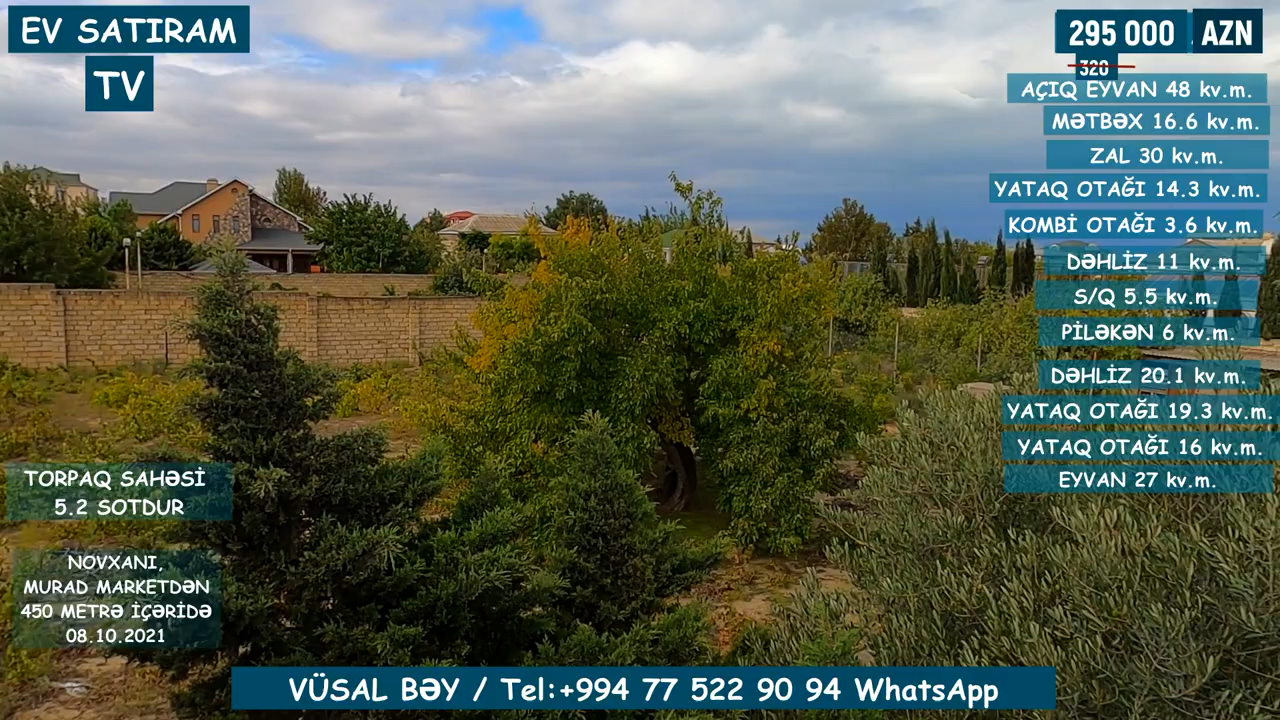 EV SATIRAM
TV
295 000 AZN
320
AÇIQ EYVAN 48 kv.m.
MƏTBƏX 16.6 kv.m.
ZAL 30 kv.m.
YATAQ OTAĞI 14.3 kv.m.
KOMBİ OTAĞI 3.6 kv.m.
DƏHLİZ 11 kv.m.
S/Q 5.5 kv.m.
PİLƏKƏN 6 kv.m.
DƏHLİZ 20.1 kv.m.
YATAQ OTAĞI 19.3 kv.m.
YATAQ OTAĞI 16 kv.m.
EYVAN 27 kv.m.
TORPAQ SAHƏSİ
5.2 SOTDUR
NOVXANI,
MURAD MARKETDƏN
450 METRƏ İÇƏRİDƏ
08.10.2021
VÜSAL BƏY / Tel:+994 77 522 90 94 WhatsApp